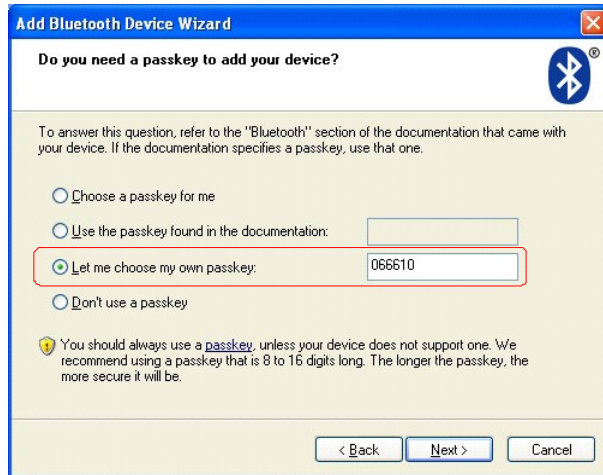 Add Bluetooth Device Wizard
Do you need a passkey to add your device?
®
To answer this question, refer to the "Bluetooth" section of the documentation that came with
your device. If the documentation specifies a passkey, use that one.
Choose a passkey for me
Use the passkey found in the documentation:
Let me choose my own passkey: 066610
Don't use a passkey
You should always use a passkey, unless your device does not support one. We
recommend using a passkey that is 8 to 16 digits long. The longer the passkey, the
more secure it will be.
< Back Next > Cancel